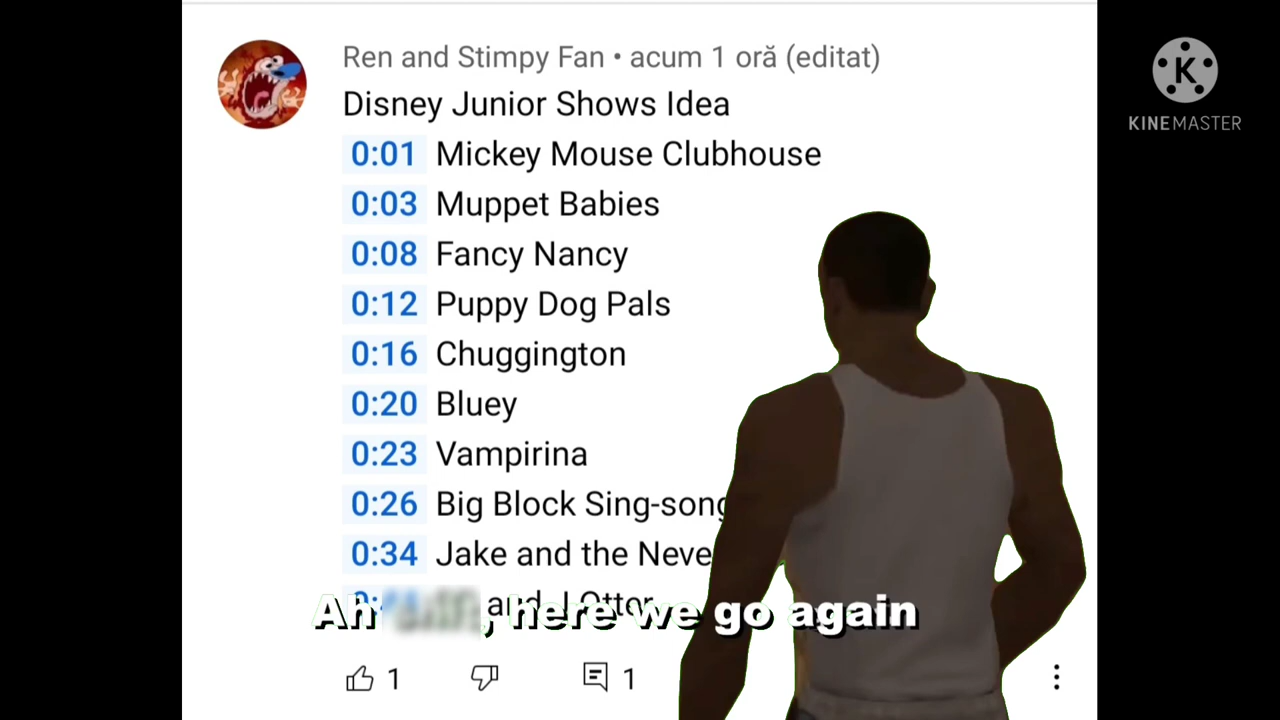 Ren and Stimpy Fan • acum 1 oră (editat)
Disney Junior Shows Idea
0:01 Mickey Mouse Clubhouse
0:03 Muppet Babies
0:08 Fancy Nancy
0:12 Puppy Dog Pals
0:16 Chuggington
0:20 Bluey
0:23 Vampirina
0:26 Big Block Sing-song
0:34 Jake and the Neve
and J Otter
Ah , here we go again
1
1
K
KINEMASTER